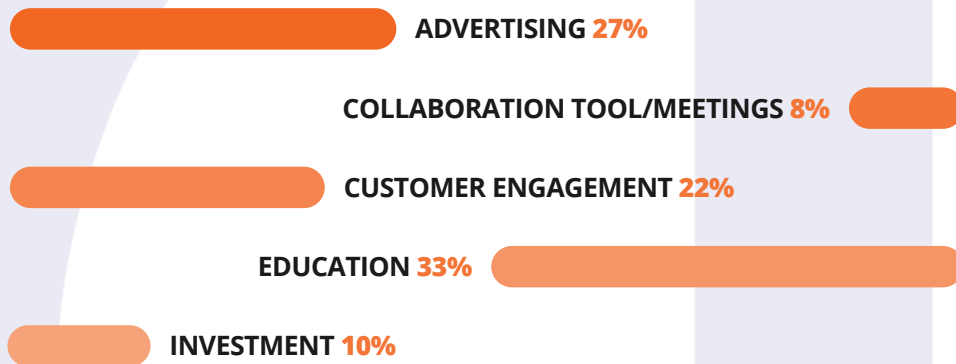 ADVERTISING 27%
COLLABORATION TOOL/MEETINGS 8%
CUSTOMER ENGAGEMENT 22%
EDUCATION 33%
INVESTMENT 10%